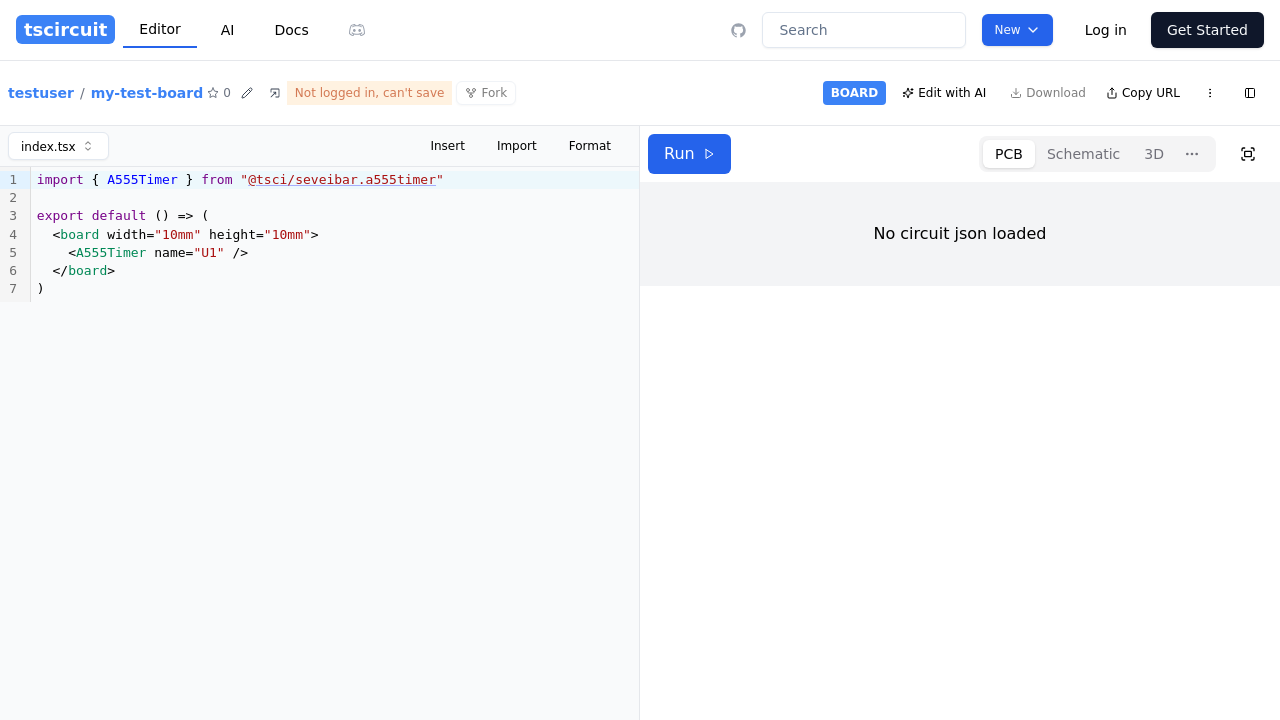 tscircuit Editor AI Docs Search New Log in Get Started
testuser / my-test-board 0 Not logged in, can't save Fork BOARD Edit with AI Download Copy URL
index.tsx Insert Import Format
Run PCB Schematic 3D
1 import { A555Timer } from "@tsci/seveibar.a555timer"
2
3 export default () => (
4 <board width="10mm" height="10mm">
5 <A555Timer name="U1" />
6 </board>
7 )
No circuit json loaded